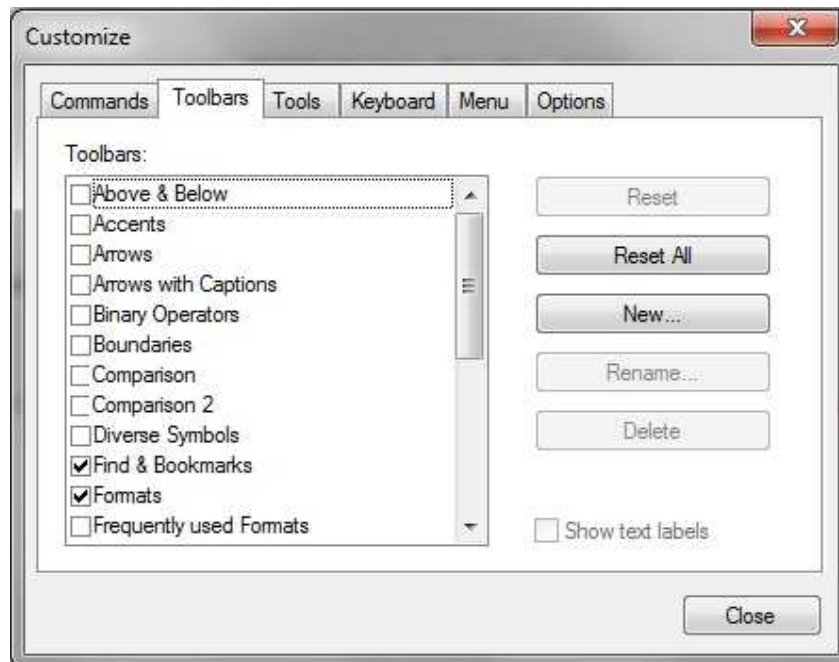 Customize
Commands Toolbars Tools Keyboard Menu Options
Toolbars:
Above & Below
Accents
Arrows
Arrows with Captions
Binary Operators
Boundaries
Comparison
Comparison 2
Diverse Symbols
Find & Bookmarks
Formats
Frequently used Formats
Reset
Reset All
New...
Rename...
Delete
Show text labels
Close